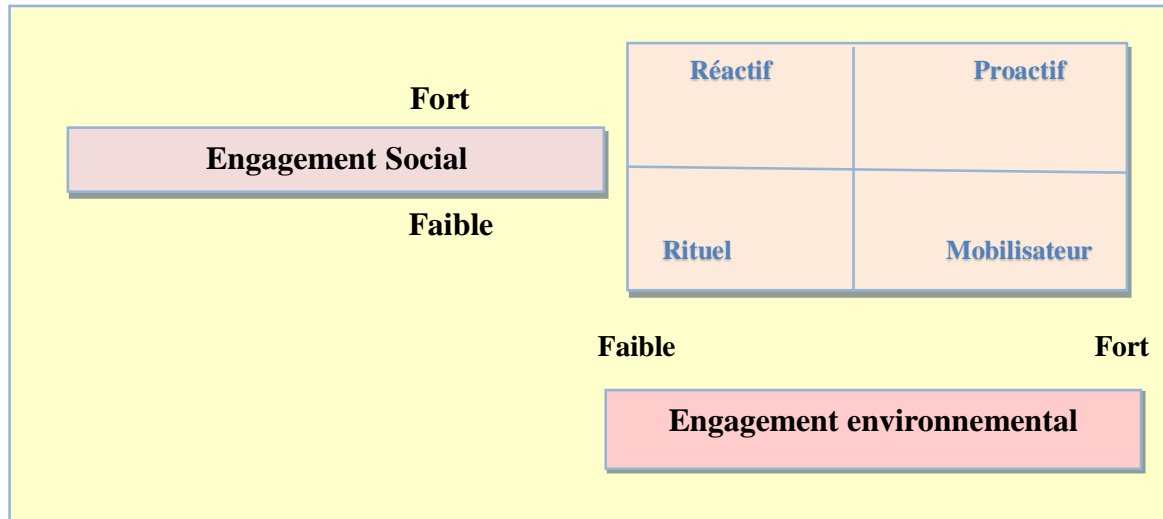 Réactif
Proactif
Fort
Engagement Social
Faible
Rituel
Mobilisateur
Faible
Fort
Engagement environnemental